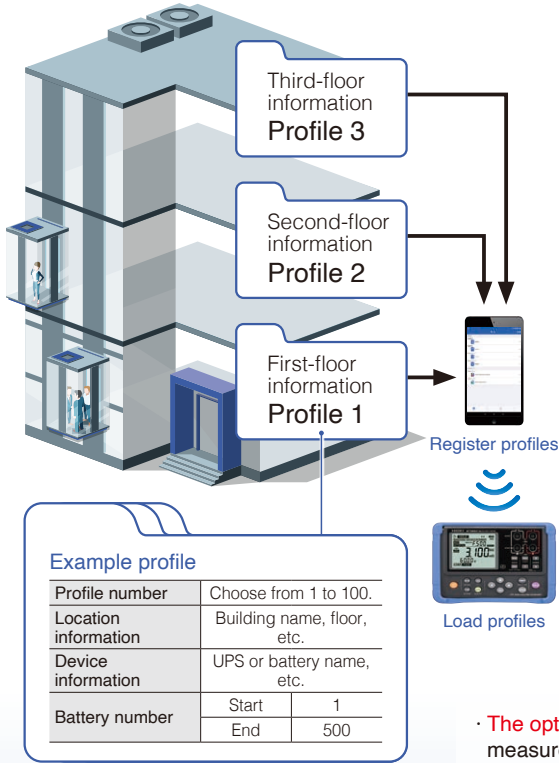 Third-floor
information
Profile 3
Second-floor
information
Profile 2
First-floor
information
Profile 1
Register profiles
Load profiles
Example profile
Profile number Choose from 1 to 100.
Location
information
Building name, floor,
etc.
Device
information
UPS or battery name,
etc.
Battery number
Start 1
End 500
· The opt
measure